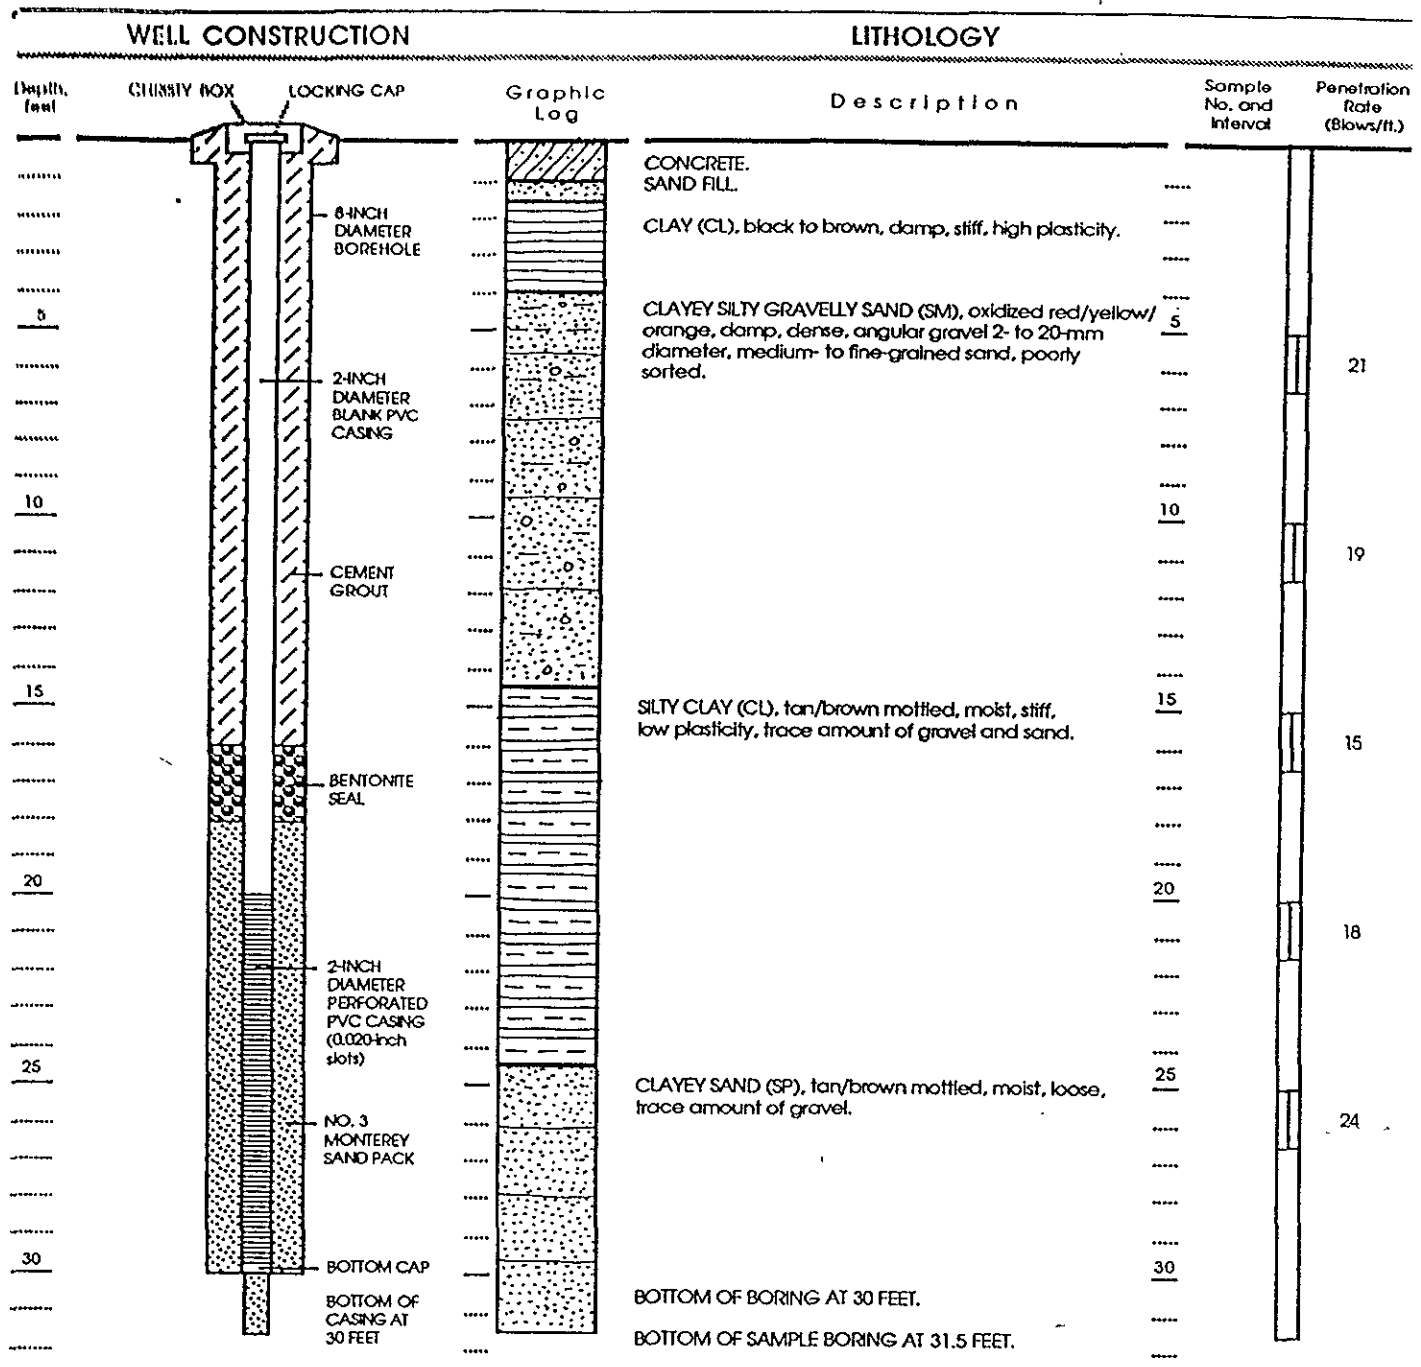 WELL CONSTRUCTION
LITHOLOGY
Depth,
feet
CHRISTY BOX
LOCKING CAP
Graphic
Log
Description
Sample
No. and
Interval
Penetration
Rate
(Blows/ft.)
CONCRETE.
SAND FILL.
8-INCH
DIAMETER
BOREHOLE
CLAY (CL), black to brown, damp, stiff, high plasticity.
5
CLAYEY SILTY GRAVELLY SAND (SM), oxidized red/yellow/
orange, damp, dense, angular gravel 2- to 20-mm
diameter, medium- to fine-grained sand, poorly
sorted.
5
21
2-INCH
DIAMETER
BLANK PVC
CASING
10
10
19
CEMENT
GROUT
15
SILTY CLAY (CL), tan/brown mottled, moist, stiff,
low plasticity, trace amount of gravel and sand.
15
15
BENTONITE
SEAL
20
20
18
2-INCH
DIAMETER
PERFORATED
PVC CASING
(0.020-inch
slots)
25
CLAYEY SAND (SP), tan/brown mottled, moist, loose,
trace amount of gravel.
25
24
NO. 3
MONTEREY
SAND PACK
30
30
BOTTOM CAP
BOTTOM OF
CASING AT
30 FEET
BOTTOM OF BORING AT 30 FEET.
BOTTOM OF SAMPLE BORING AT 31.5 FEET.